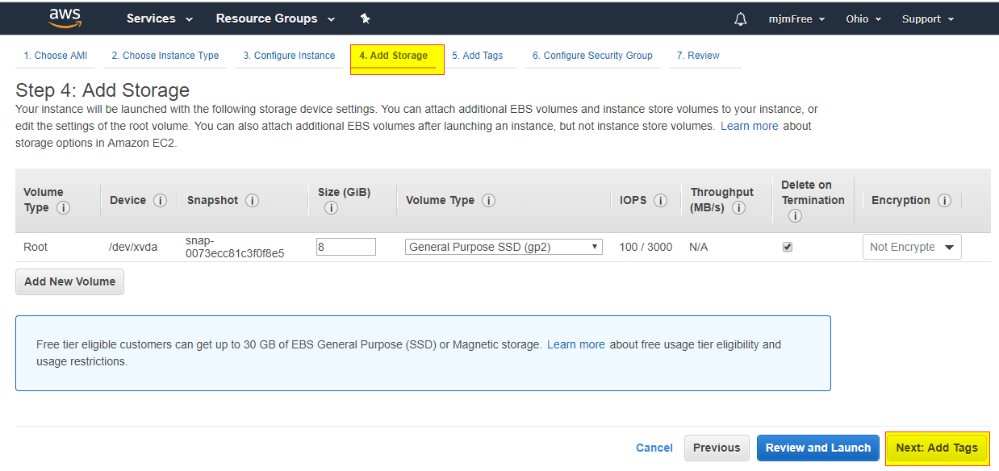 aws Services Resource Groups mjmFree Ohio Support
1. Choose AMI 2. Choose Instance Type 3. Configure Instance 4. Add Storage 5. Add Tags 6. Configure Security Group 7. Review
Step 4: Add Storage
Your instance will be launched with the following storage device settings. You can attach additional EBS volumes and instance store volumes to your instance, or
edit the settings of the root volume. You can also attach additional EBS volumes after launching an instance, but not instance store volumes. Learn more about
storage options in Amazon EC2.
Volume
Type i
Device i
Snapshot i
Size (GiB)
i
Volume Type i
IOPS i
Throughput
(MB/s) i
Delete on
Termination
i
Encryption i
Root
/dev/xvda
snap-
0073ecc81c3f0f8e5
8
General Purpose SSD (gp2)
100 / 3000
N/A
Not Encrypte
Add New Volume
Free tier eligible customers can get up to 30 GB of EBS General Purpose (SSD) or Magnetic storage. Learn more about free usage tier eligibility and
usage restrictions.
Cancel Previous Review and Launch Next: Add Tags